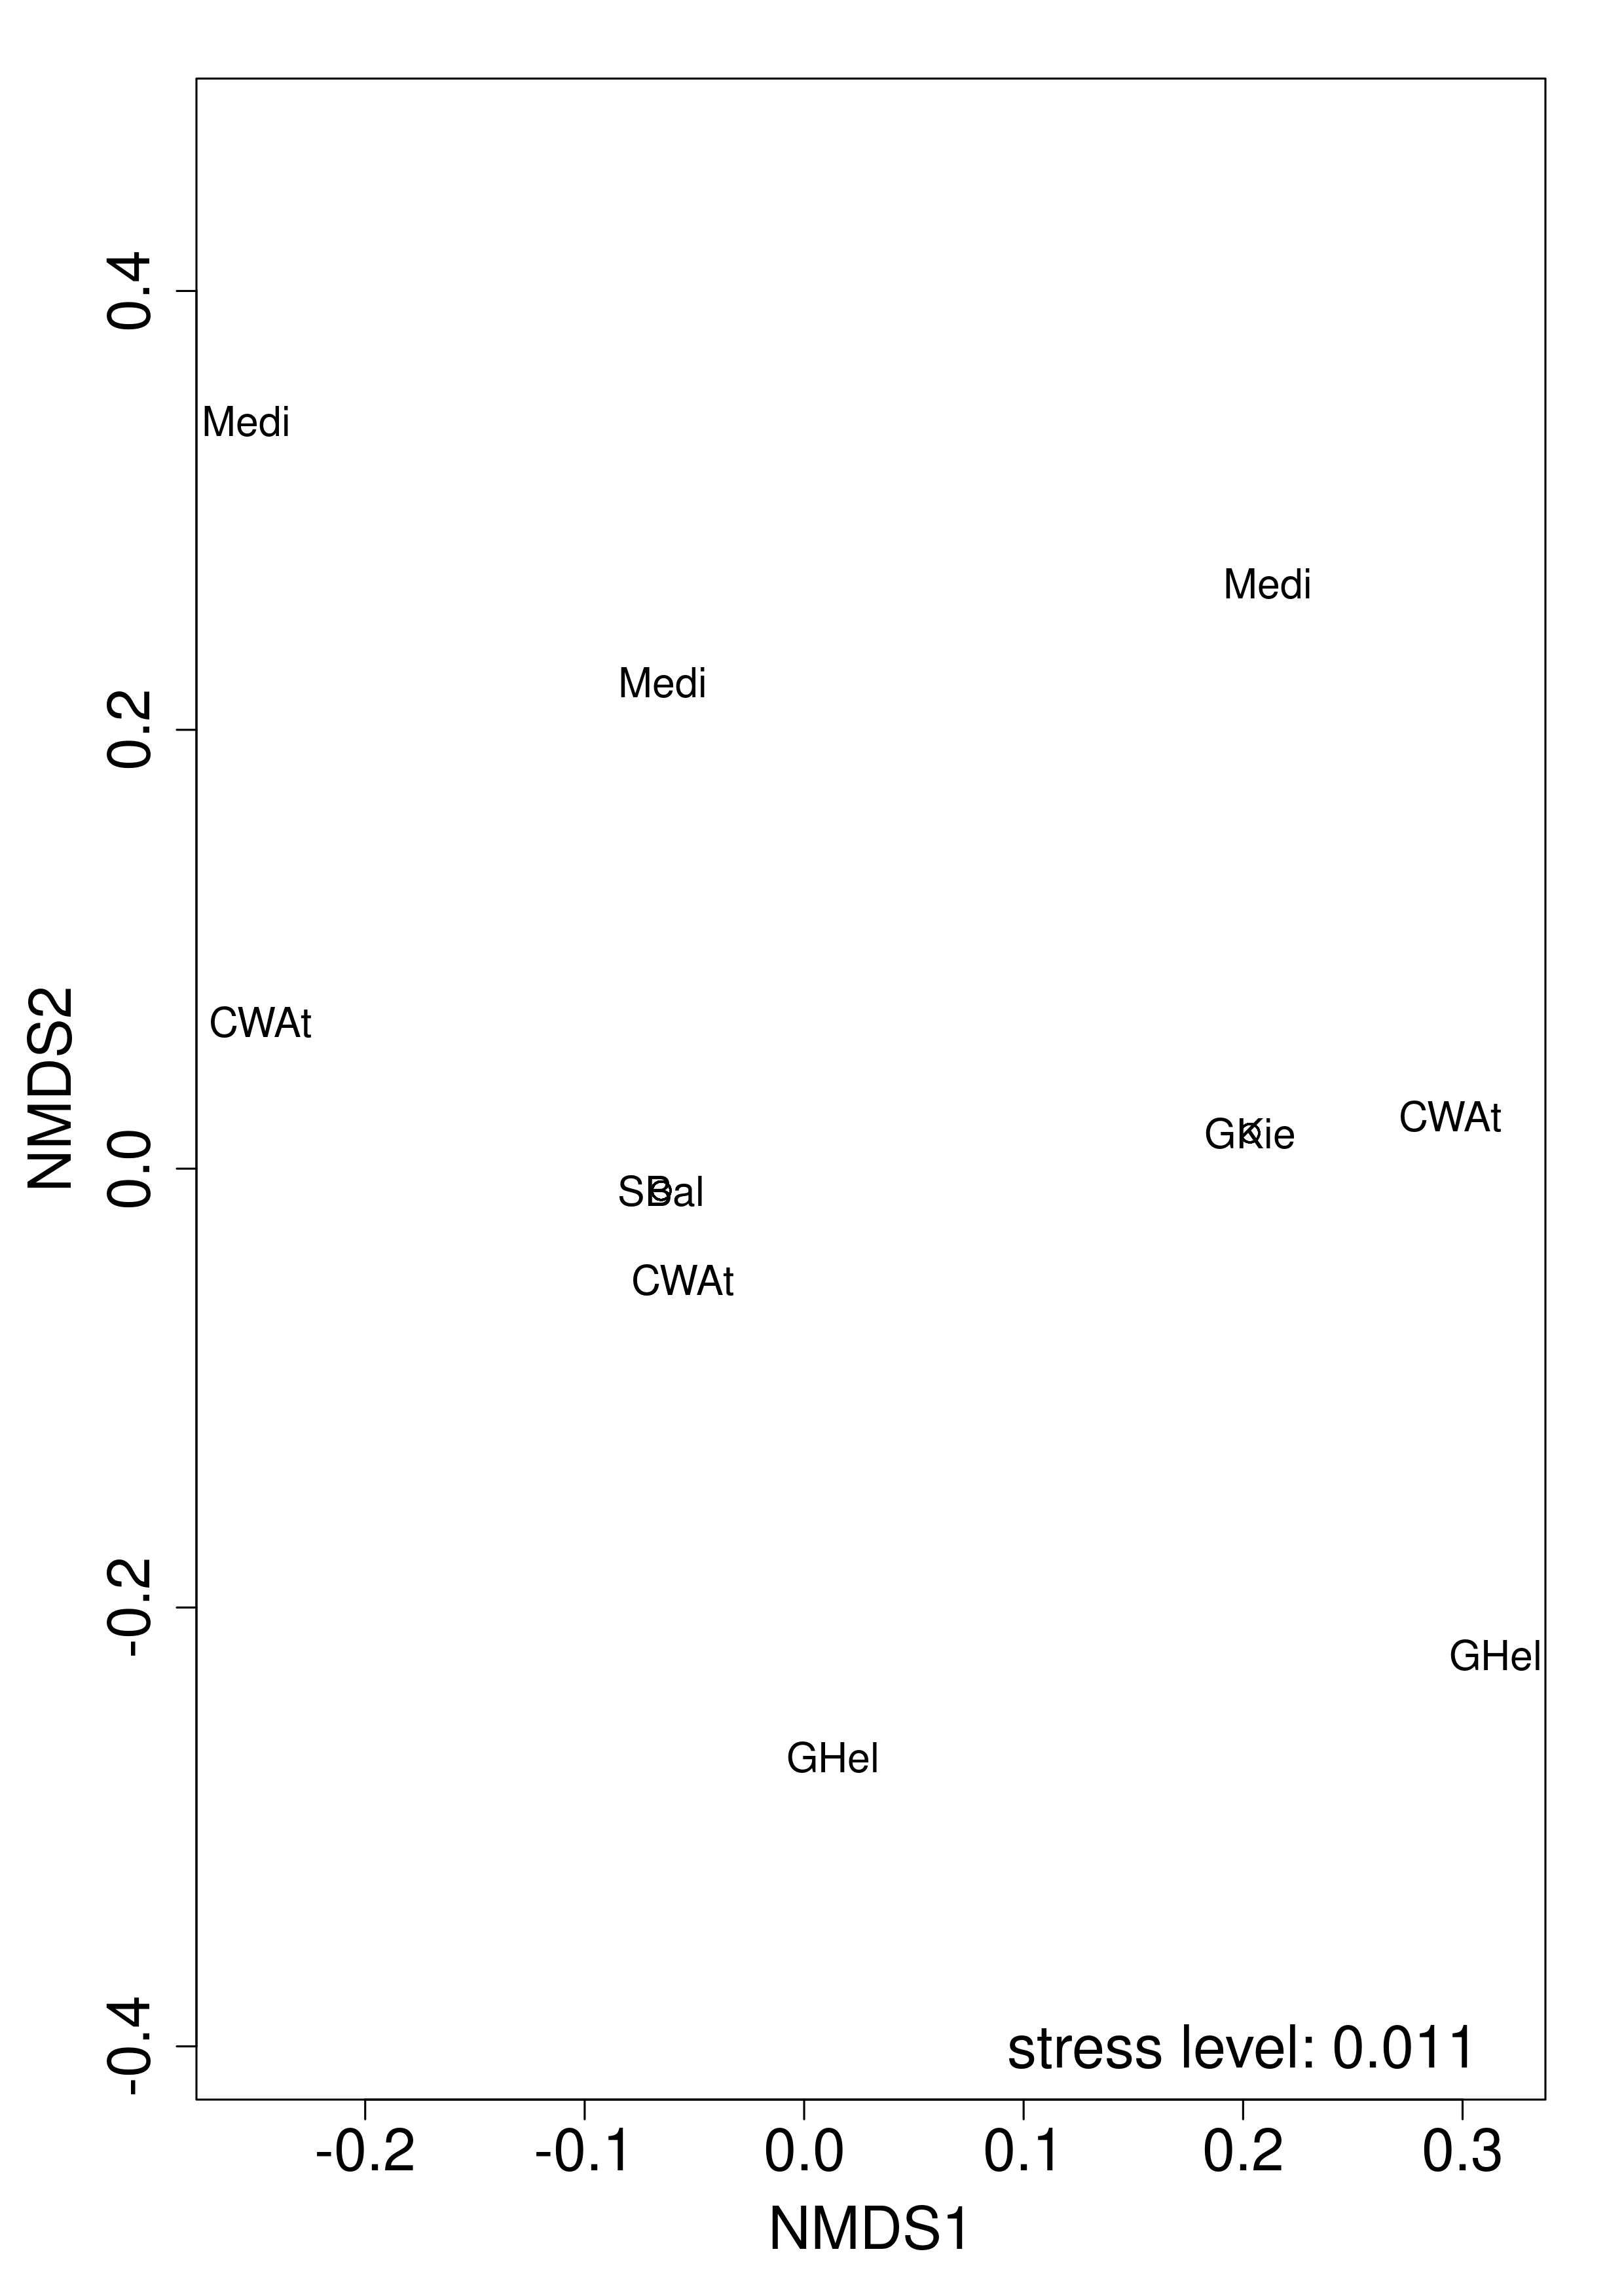 0.4
Medi
Medi
Medi
0.2
CWAt
CWAt
GKie
NMDS2
0.0
SBal
CWAt
-0.2
GHel
GHel
-0.4
stress level: 0.011
-0.2 -0.1 0.0 0.1 0.2 0.3
NMDS1